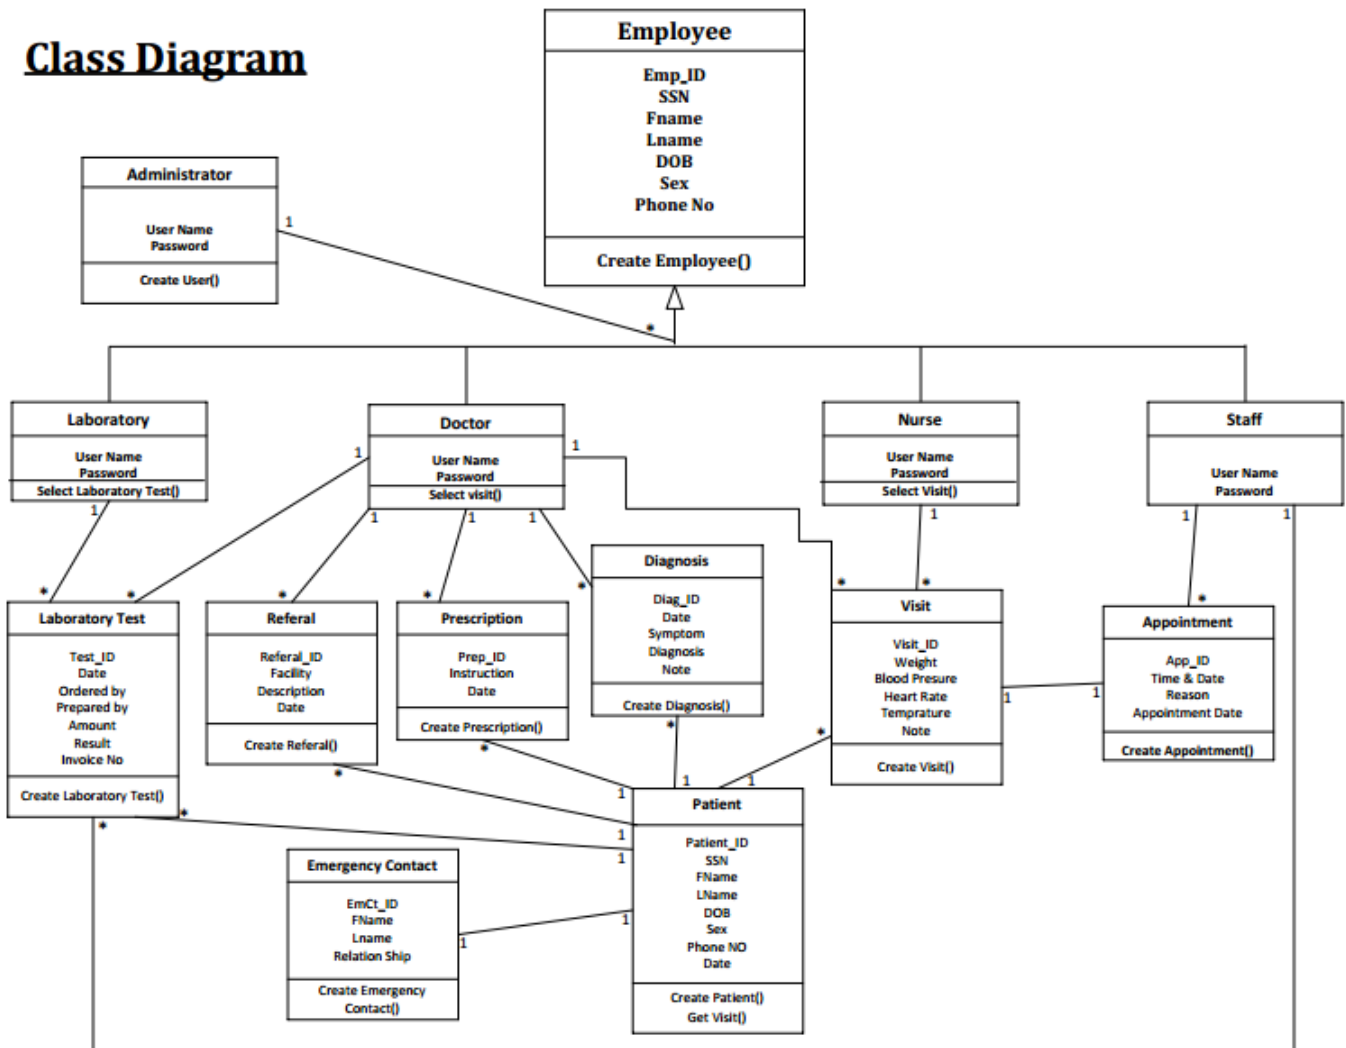 Class Diagram
Employee
Emp_ID
SSN
Fname
Lname
DOB
Sex
Phone No
Create Employee()
Administrator
User Name
Password
Create User()
1
*
Laboratory
User Name
Password
Select Laboratory Test()
1
*
Doctor
User Name
Password
Select visit()
1
1
1
1
1
*
*
*
*
*
Nurse
User Name
Password
Select Visit()
1
*
Staff
User Name
Password
1
1
*
Laboratory Test
Test_ID
Date
Ordered by
Prepared by
Amount
Result
Invoice No
Create Laboratory Test()
*
*
Referal
Referal_ID
Facility
Description
Date
Create Referal()
*
Prescription
Prep_ID
Instruction
Date
Create Prescription()
*
Diagnosis
Diag_ID
Date
Symptom
Diagnosis
Note
Create Diagnosis()
*
Visit
Visit_ID
Weight
Blood Presure
Heart Rate
Temprature
Note
Create Visit()
*
1
1
Appointment
App_ID
Time & Date
Reason
Appointment Date
Create Appointment()
Emergency Contact
EmCt_ID
FName
Lname
Relation Ship
Create Emergency
Contact()
1
1
Patient
Patient_ID
SSN
FName
LName
DOB
Sex
Phone NO
Date
Create Patient()
Get Visit()
1
1
1
1
1